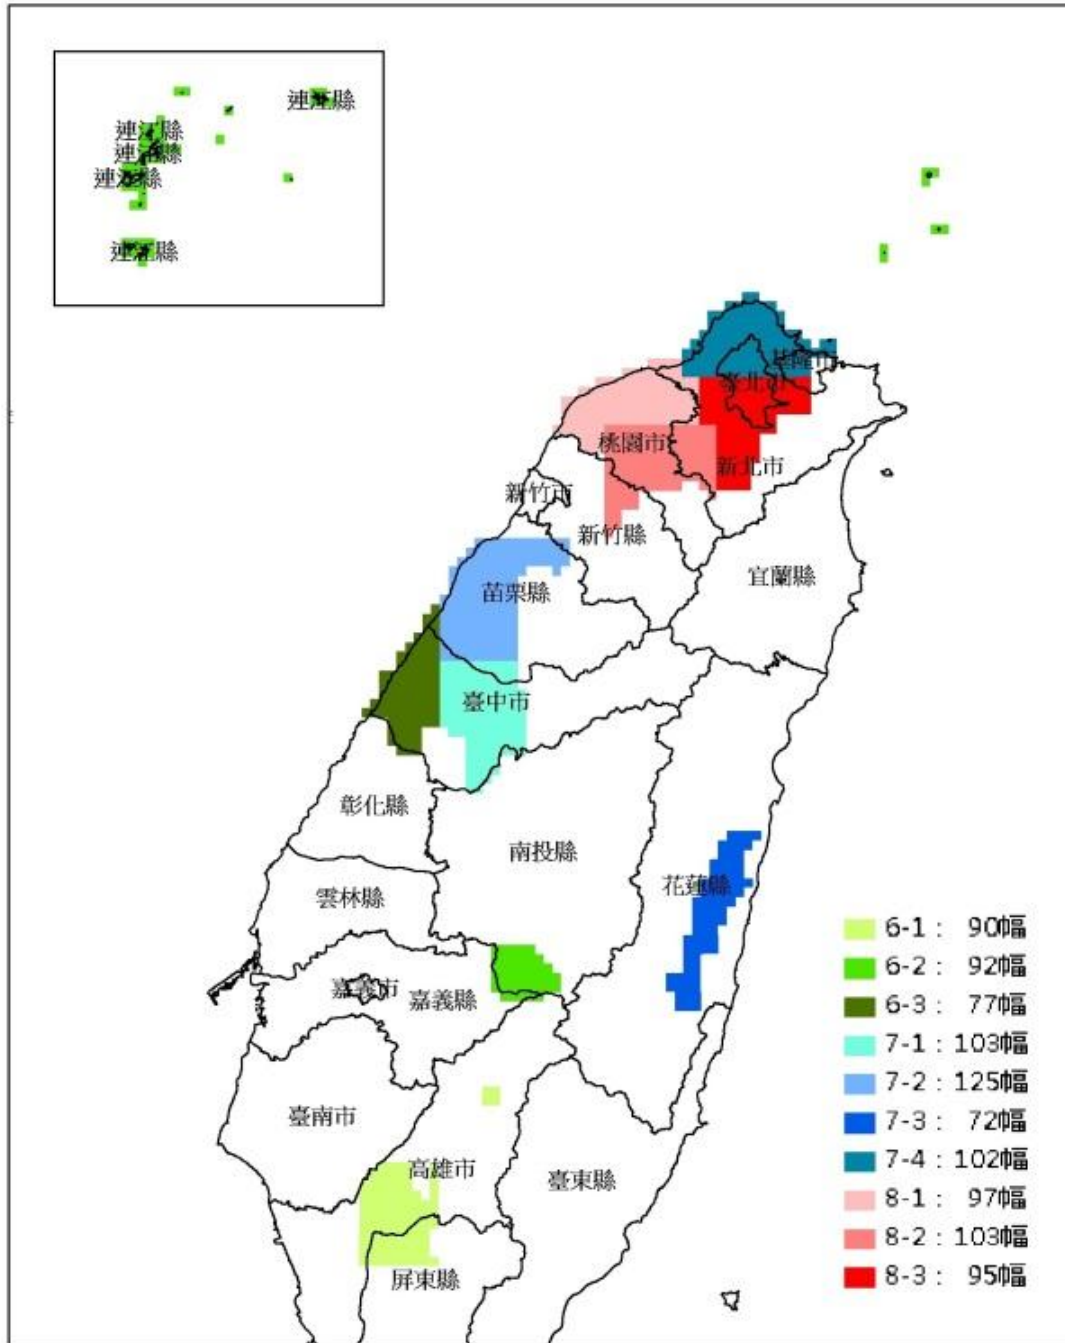 連江縣
連江縣
連江縣
連江縣
連江縣
基隆市
臺北市
桃園市
新北市
新竹市
新竹縣
宜蘭縣
苗栗縣
臺中市
彰化縣
南投縣
花蓮縣
雲林縣
嘉義市
嘉義縣
臺南市
高雄市
臺東縣
屏東縣
6-1： 90幅
6-2： 92幅
6-3： 77幅
7-1：103幅
7-2：125幅
7-3： 72幅
7-4：102幅
8-1： 97幅
8-2：103幅
8-3： 95幅